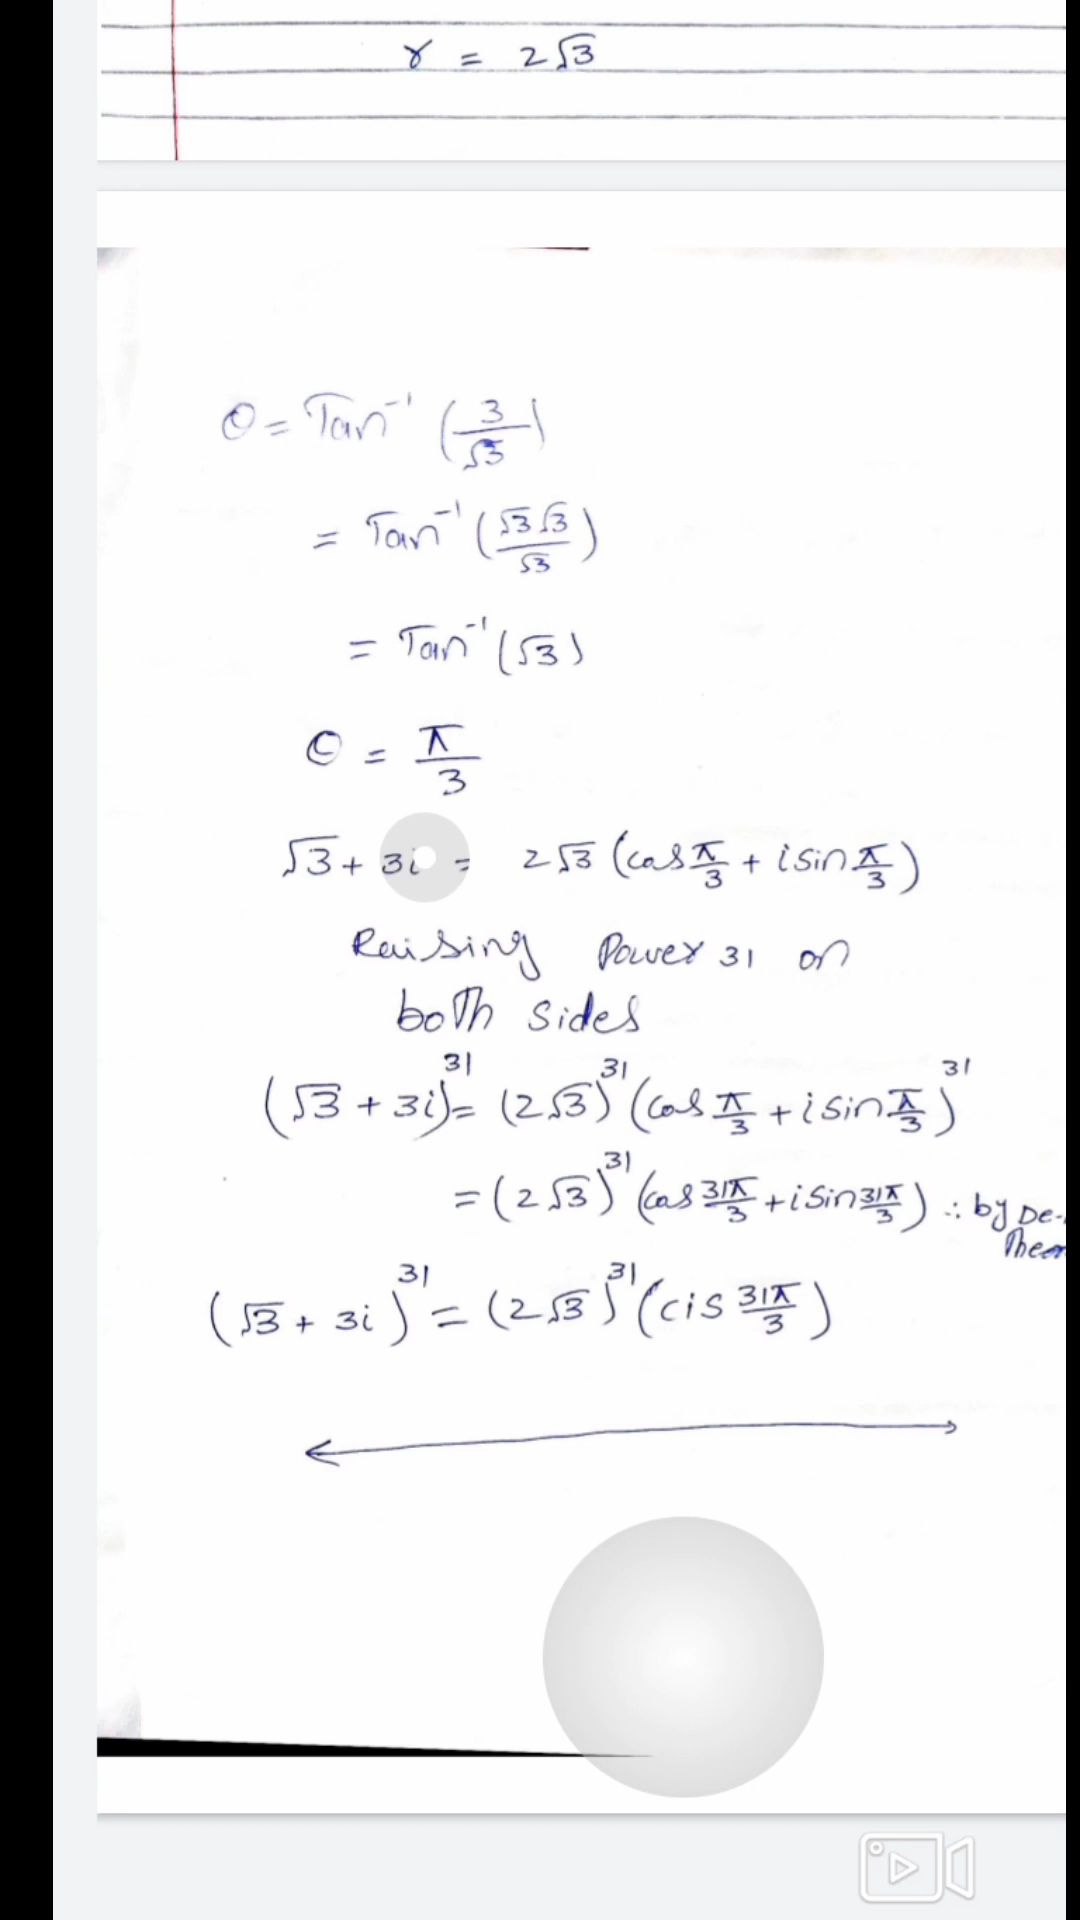 r = 2√3
θ = Tan⁻¹ (3/√3)
= Tan⁻¹ (√3√3/√3)
= Tan⁻¹ (√3)
θ = π/3
√3 + 3i = 2√3 (cos π/3 + i sin π/3)
Raising Power 31 on
both sides
(√3 + 3i)³¹ = (2√3)³¹ (cos π/3 + i sin π/3)³¹
= (2√3)³¹ (cos 31π/3 + i sin 31π/3) ∴ by De-
(√3 + 3i)³¹ = (2√3)³¹ (cis 31π/3)